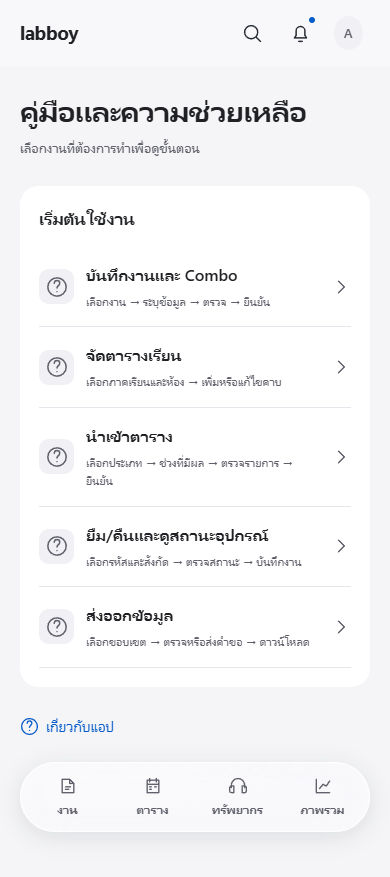 labboy
A
คู่มือและความช่วยเหลือ
เลือกงานที่ต้องการทำเพื่อดูขั้นตอน
เริ่มต้นใช้งาน
บันทึกงานและ Combo
เลือกงาน → ระบุข้อมูล → ตรวจ → ยืนยัน
จัดตารางเรียน
เลือกภาคเรียนและห้อง → เพิ่มหรือแก้ไขคาบ
นำเข้าตาราง
เลือกประเภท → ช่วงที่มีผล → ตรวจรายการ →
ยืนยัน
ยืม/คืนและดูสถานะอุปกรณ์
เลือกรหัสและสังกัด → ตรวจสถานะ → บันทึกงาน
ส่งออกข้อมูล
เลือกขอบเขต → ตรวจหรือส่งคำขอ → ดาวน์โหลด
เกี่ยวกับแอป
งาน
ตาราง
ทรัพยากร
ภาพรวม